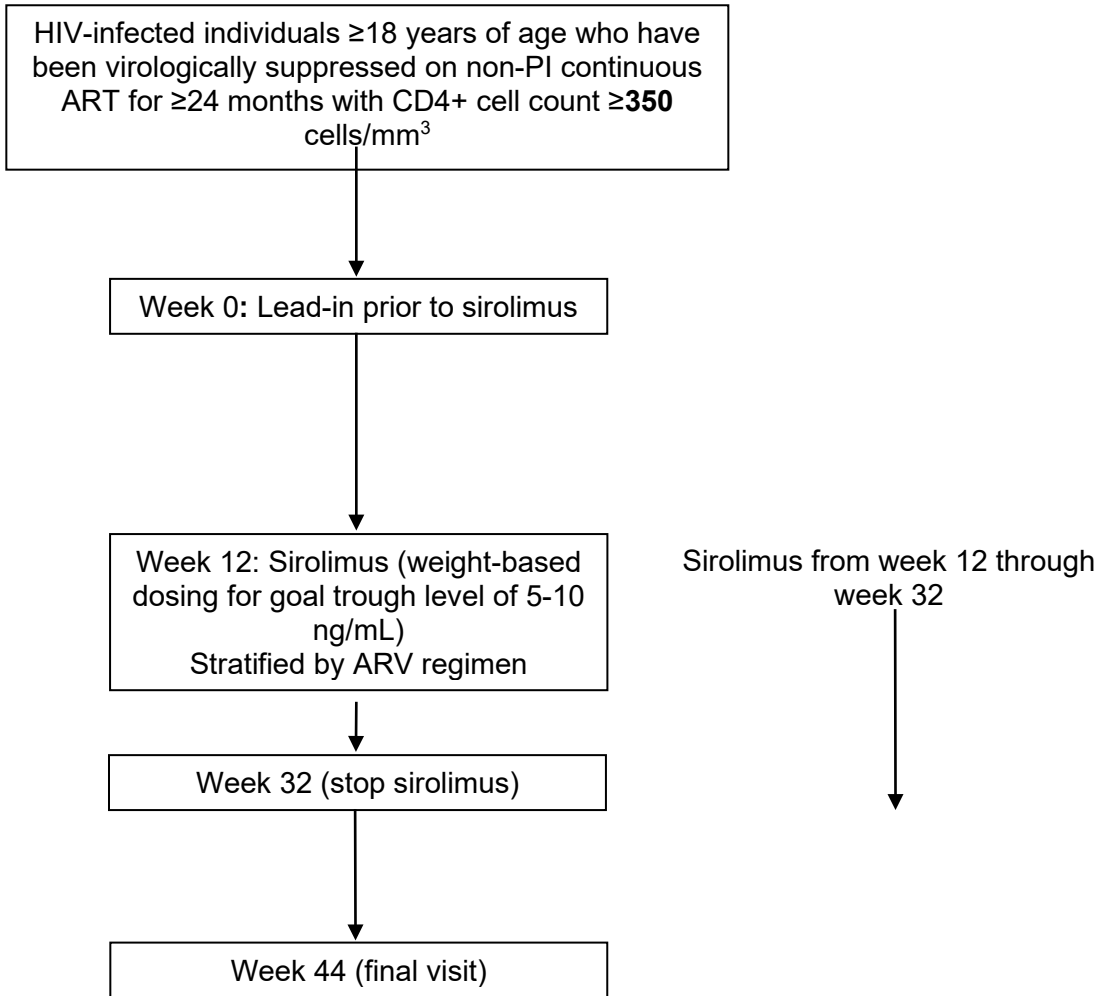 HIV-infected individuals ≥18 years of age who have
been virologically suppressed on non-PI continuous
ART for ≥24 months with CD4+ cell count ≥350
cells/mm³
Week 0: Lead-in prior to sirolimus
Week 12: Sirolimus (weight-based
dosing for goal trough level of 5-10
ng/mL)
Stratified by ARV regimen
Sirolimus from week 12 through
week 32
Week 32 (stop sirolimus)
Week 44 (final visit)